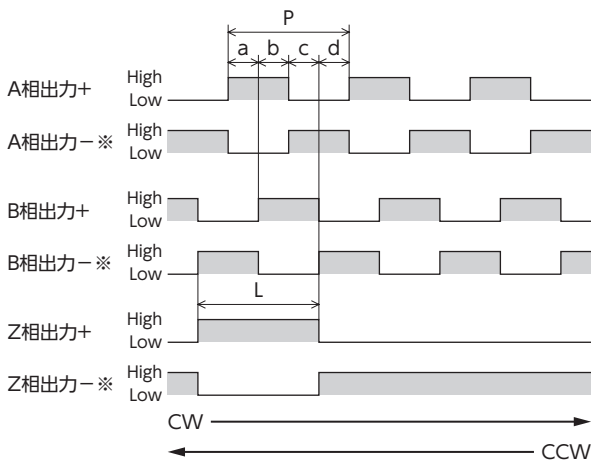 P
a b c d
A相出力+ High
Low
A相出力-※ High
Low
B相出力+ High
Low
B相出力-※ High
Low
L
Z相出力+ High
Low
Z相出力-※ High
Low
CW
CCW